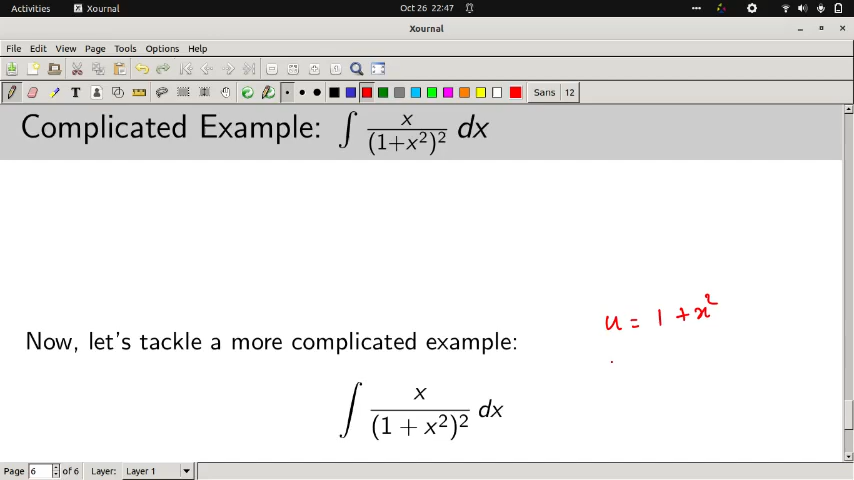 Activities Xournal Oct 26 22:47
Xournal
File Edit View Page Tools Options Help
T Sans 12
Complicated Example: ∫ x/(1+x²)² dx
u = 1 + x²
Now, let's tackle a more complicated example:
∫ x/(1 + x²)² dx
Page 6 of 6 Layer: Layer 1